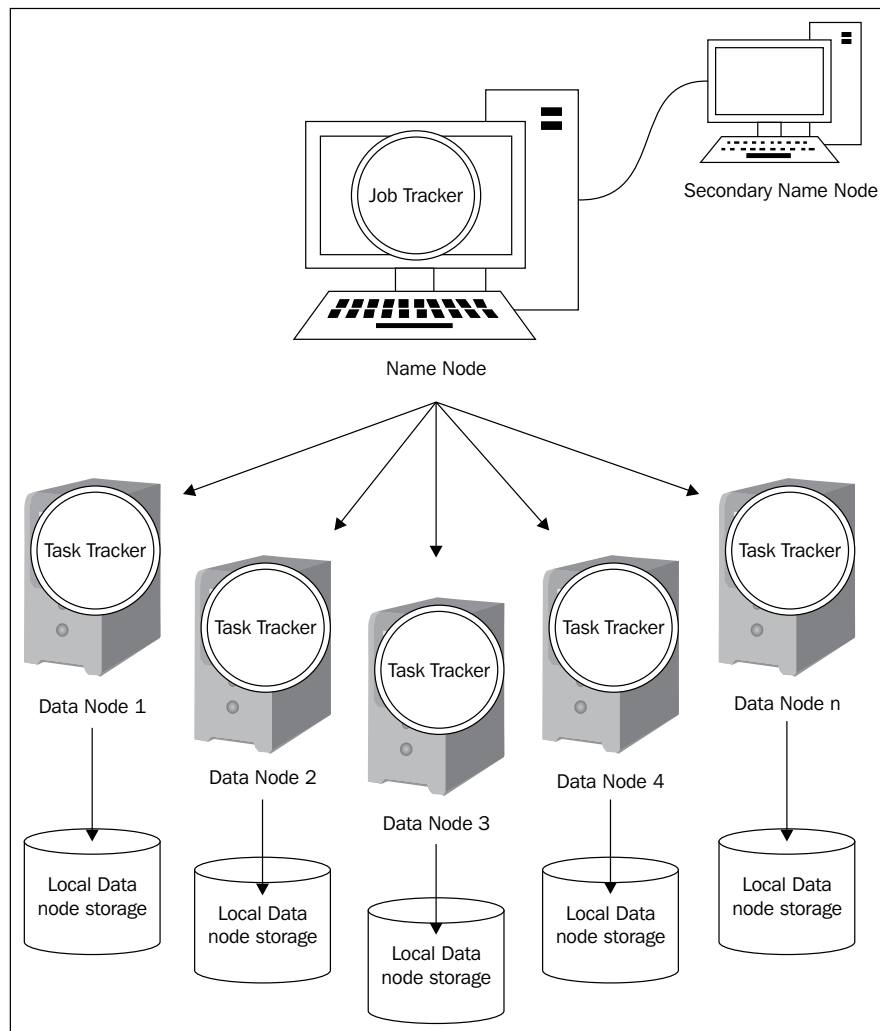 Job Tracker
Secondary Name Node
Name Node
Task Tracker
Data Node 1
Task Tracker
Data Node 2
Task Tracker
Data Node 3
Task Tracker
Data Node 4
Task Tracker
Data Node n
Local Data
node storage
Local Data
node storage
Local Data
node storage
Local Data
node storage
Local Data
node storage